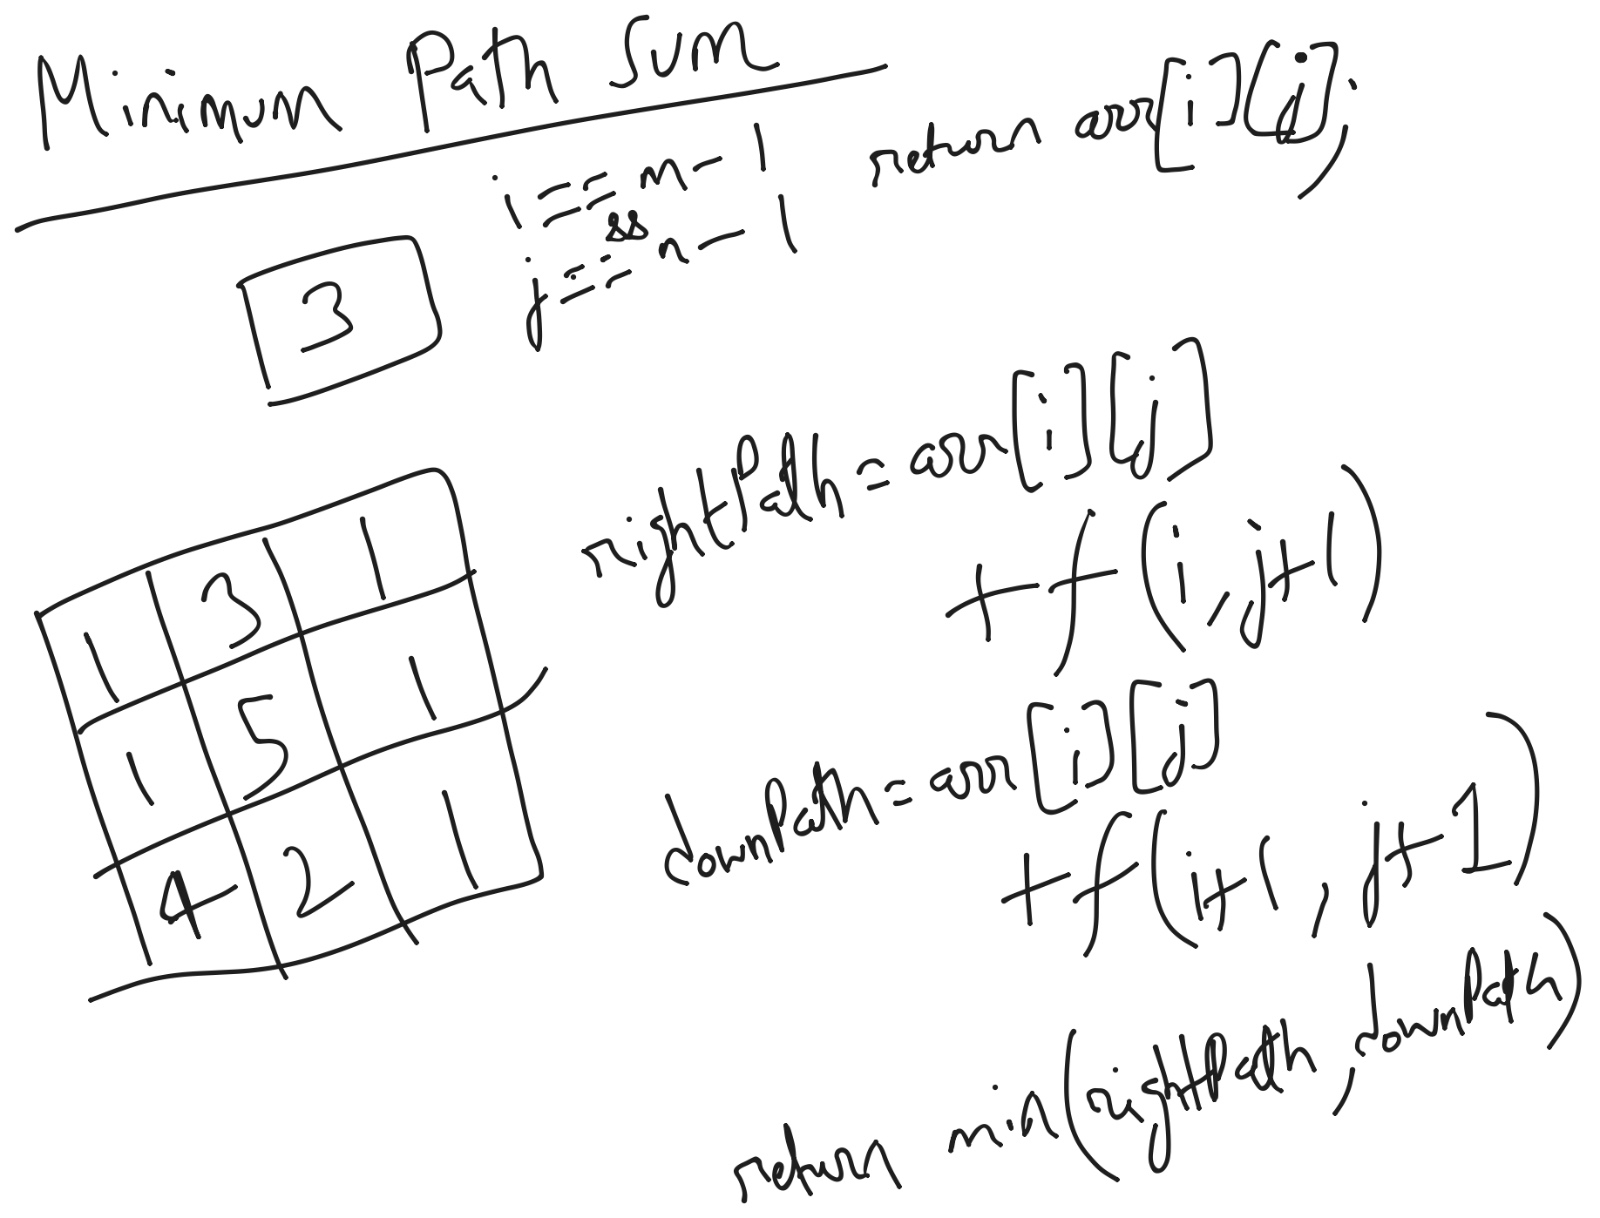 Minimum Path Sum
i == m - 1
&&
j == n - 1
return arr[i][j];
3
rightPath = arr[i][j]
+ f(i, j+1)
1 3 1
1 5 1
4 2 1
downPath = arr[i][j]
+ f(i+1, j+1)
return min(rightPath, downPath)